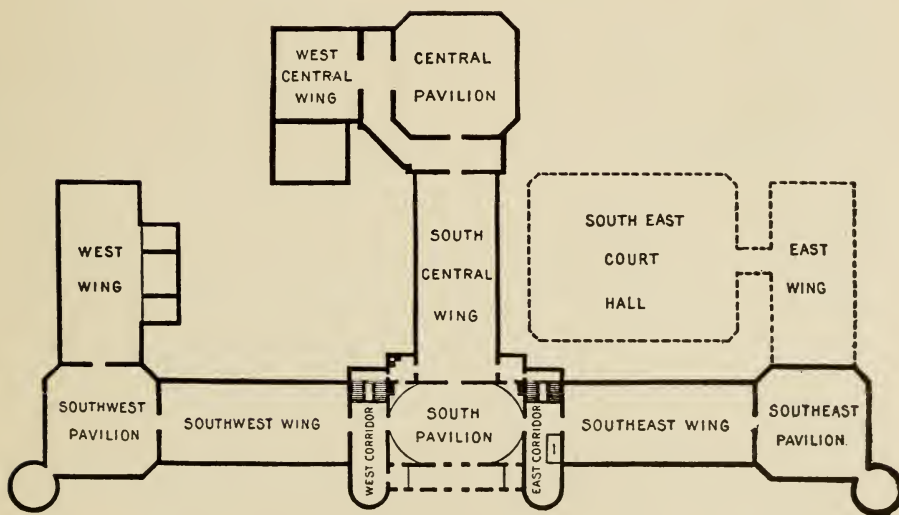 WEST
CENTRAL
WING
CENTRAL
PAVILION
WEST
WING
SOUTH
CENTRAL
WING
SOUTH EAST
COURT
HALL
EAST
WING
SOUTHWEST
PAVILION
SOUTHWEST WING
WEST CORRIDOR
SOUTH
PAVILION
EAST CORRIDOR
1
SOUTHEAST WING
SOUTHEAST
PAVILION.